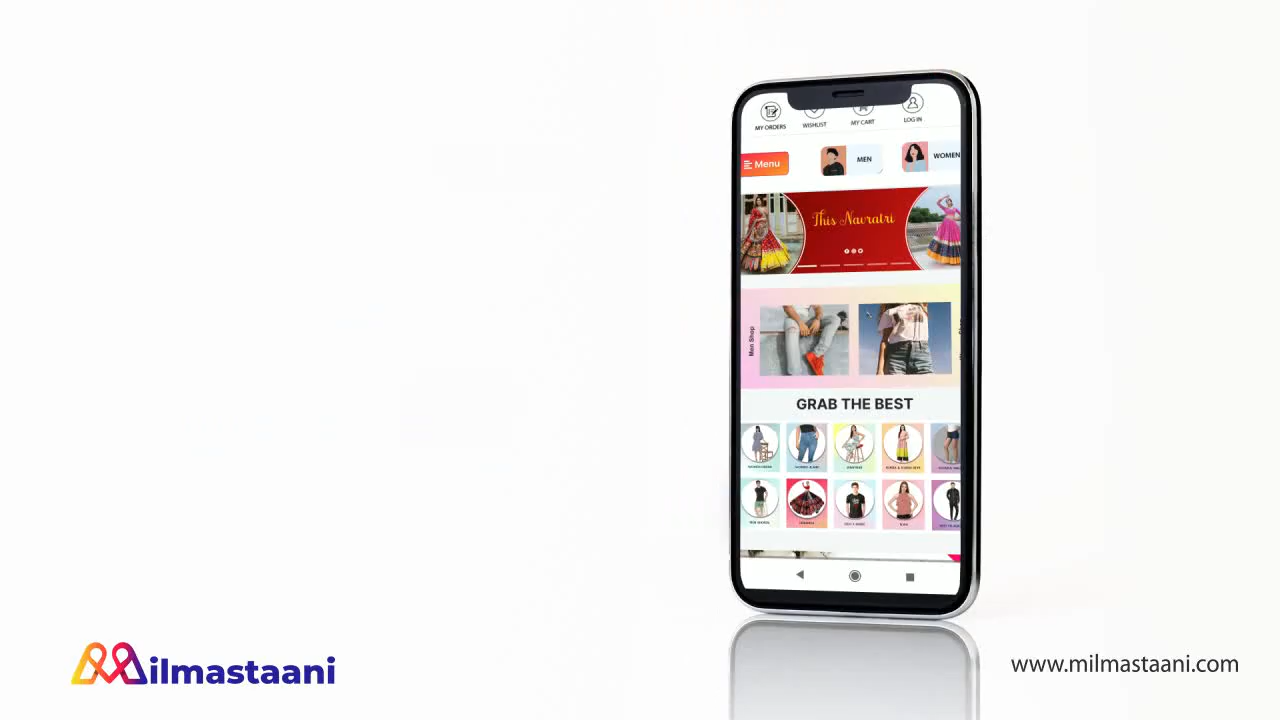 MY ORDERS
WISHLIST
MY CART
LOG IN
Menu
MEN
WOMEN
This Navratri
Men Shop
GRAB THE BEST
Milmastaani
www.milmastaani.com